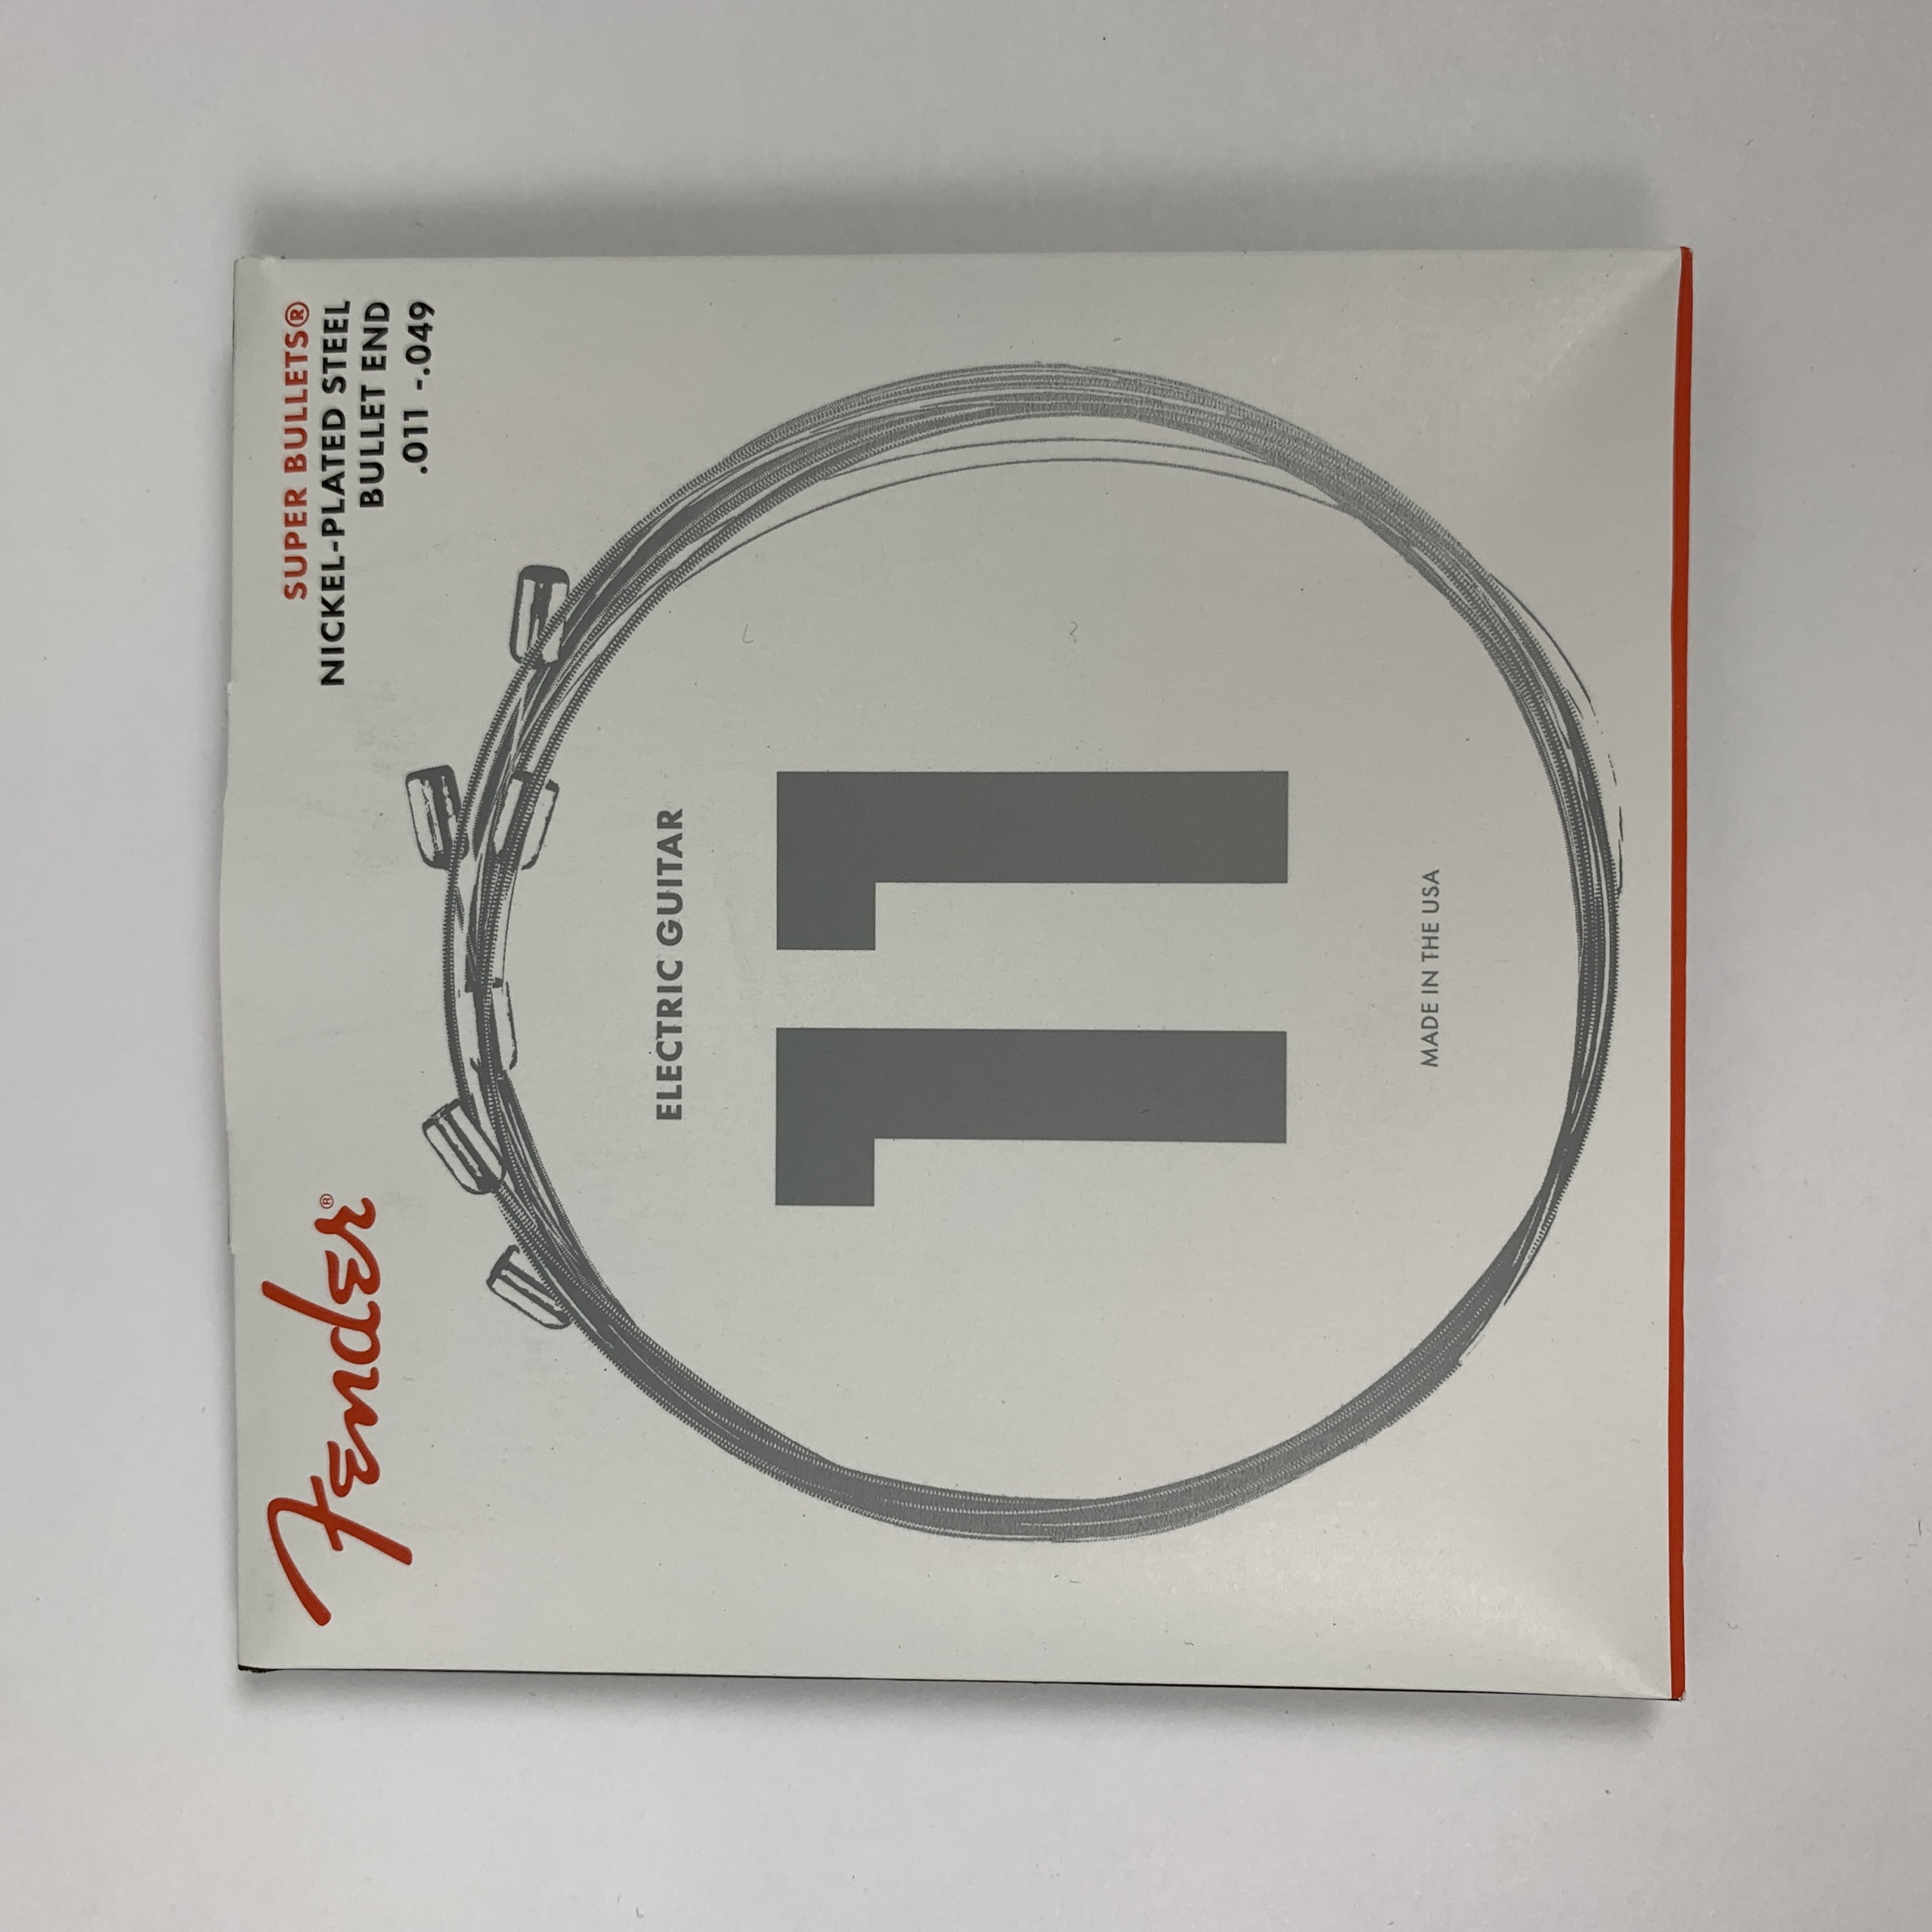 Fender®
SUPER BULLETS®
NICKEL-PLATED STEEL
BULLET END
.011 -.049
ELECTRIC GUITAR
11
MADE IN THE USA